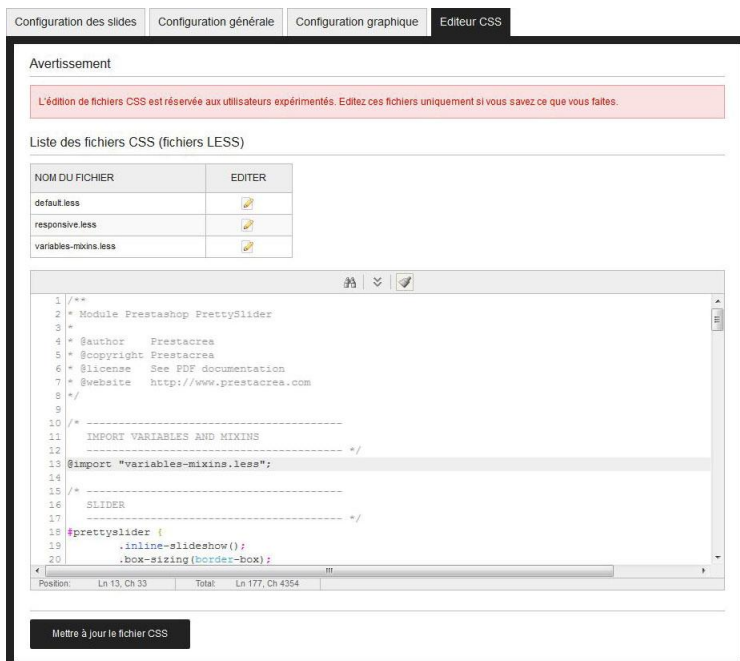 Configuration des slides Configuration générale Configuration graphique Editeur CSS
Avertissement
L'édition de fichiers CSS est réservée aux utilisateurs expérimentés. Editez ces fichiers uniquement si vous savez ce que vous faites.
Liste des fichiers CSS (fichiers LESS)
NOM DU FICHIER EDITER
default.less
responsive.less
variables-mixins.less
1 /**
2 * Module Prestashop PrettySlider
3 *
4 * @author Prestacrea
5 * @copyright Prestacrea
6 * @license See PDF documentation
7 * @website http://www.prestacrea.com
8 */
9
10 /* ----------------------------------------
11 IMPORT VARIABLES AND MIXINS
12 ---------------------------------------- */
13 @import "variables-mixins.less";
14
15 /* ----------------------------------------
16 SLIDER
17 ---------------------------------------- */
18 #prettyslider {
19 .inline-slideshow();
20 .box-sizing(border-box);
Position: Ln 13, Ch 33 Total: Ln 177, Ch 4354
Mettre à jour le fichier CSS